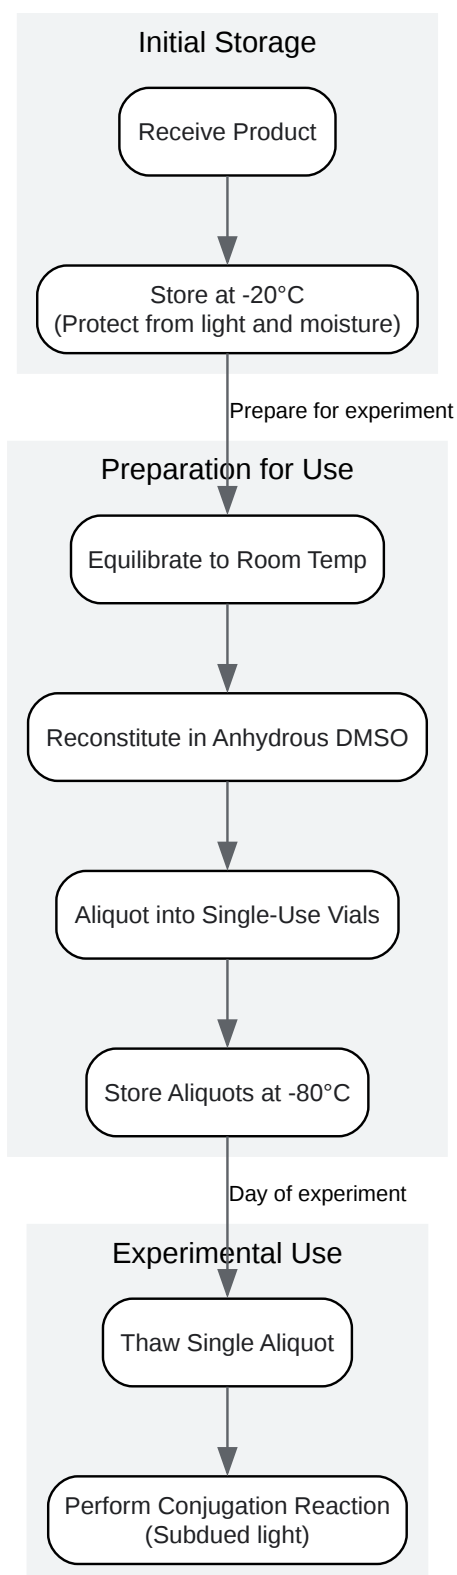 Initial Storage
Receive Product
Store at -20°C
(Protect from light and moisture)
Prepare for experiment
Preparation for Use
Equilibrate to Room Temp
Reconstitute in Anhydrous DMSO
Aliquot into Single-Use Vials
Store Aliquots at -80°C
Day of experiment
Experimental Use
Thaw Single Aliquot
Perform Conjugation Reaction
(Subdued light)